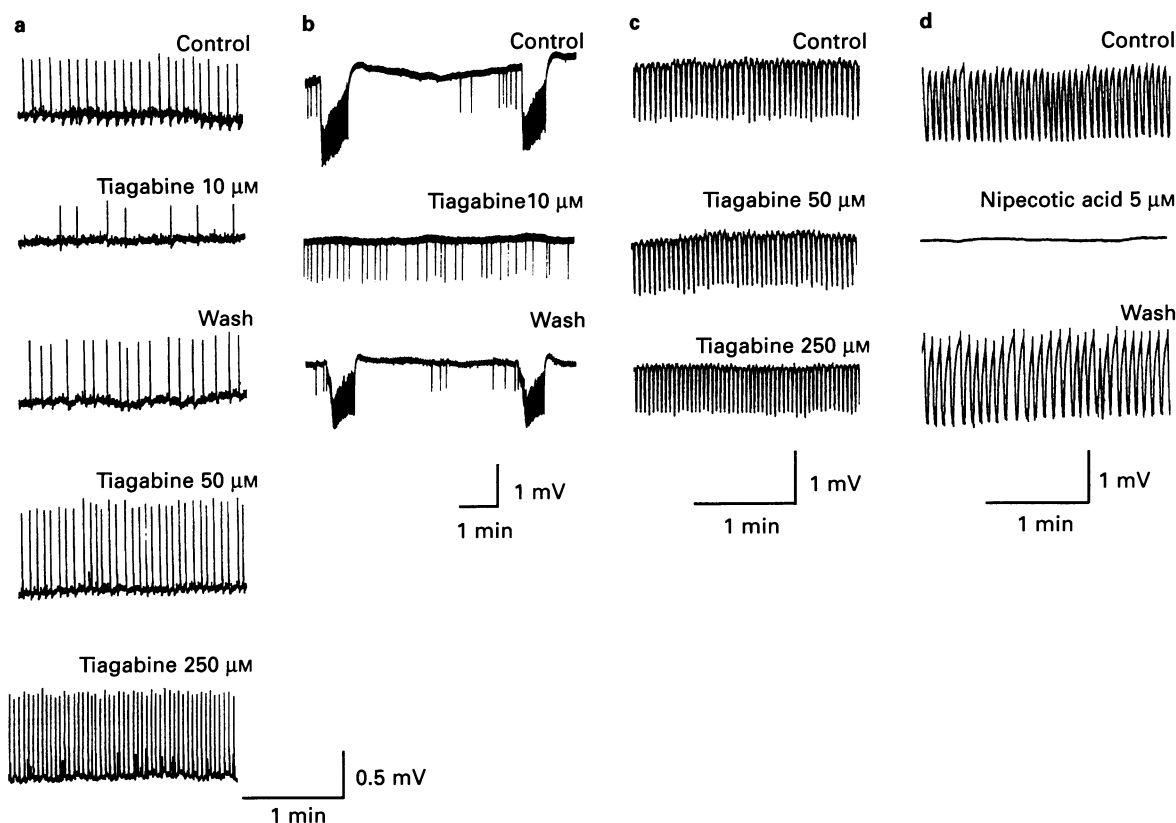 a
Control
Tiagabine 10 μM
Wash
Tiagabine 50 μM
Tiagabine 250 μM
0.5 mV
1 min
b
Control
Tiagabine10 μM
Wash
1 mV
1 min
c
Control
Tiagabine 50 μM
Tiagabine 250 μM
1 mV
1 min
d
Control
Nipecotic acid 5 μM
Wash
1 mV
1 min